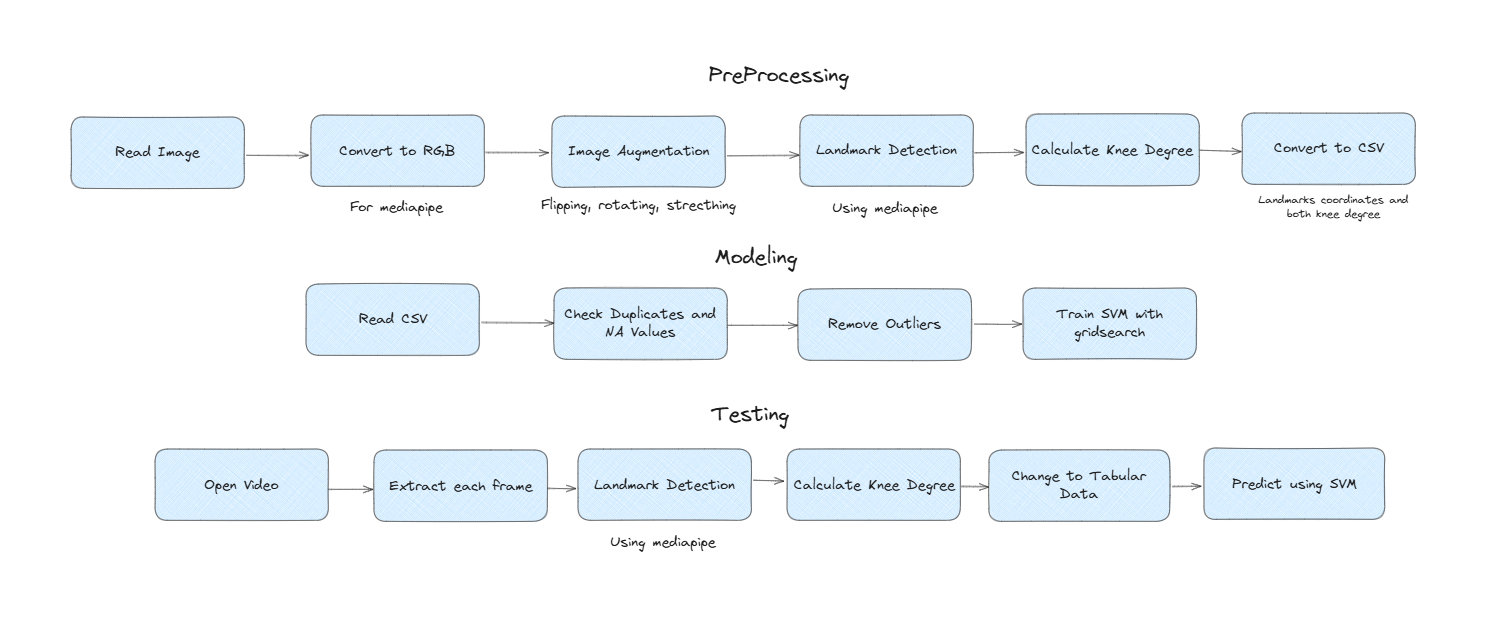 PreProcessing
Read Image
Convert to RGB
Image Augmentation
Landmark Detection
Calculate Knee Degree
Convert to CSV
For mediapipe
Flipping, rotating, strecthing
Using mediapipe
Landmarks coordinates and
both knee degree
Modeling
Read CSV
Check Duplicates and
NA Values
Remove Outliers
Train SVM with
gridsearch
Testing
Open Video
Extract each frame
Landmark Detection
Calculate Knee Degree
Change to Tabular
Data
Predict using SVM
Using mediapipe